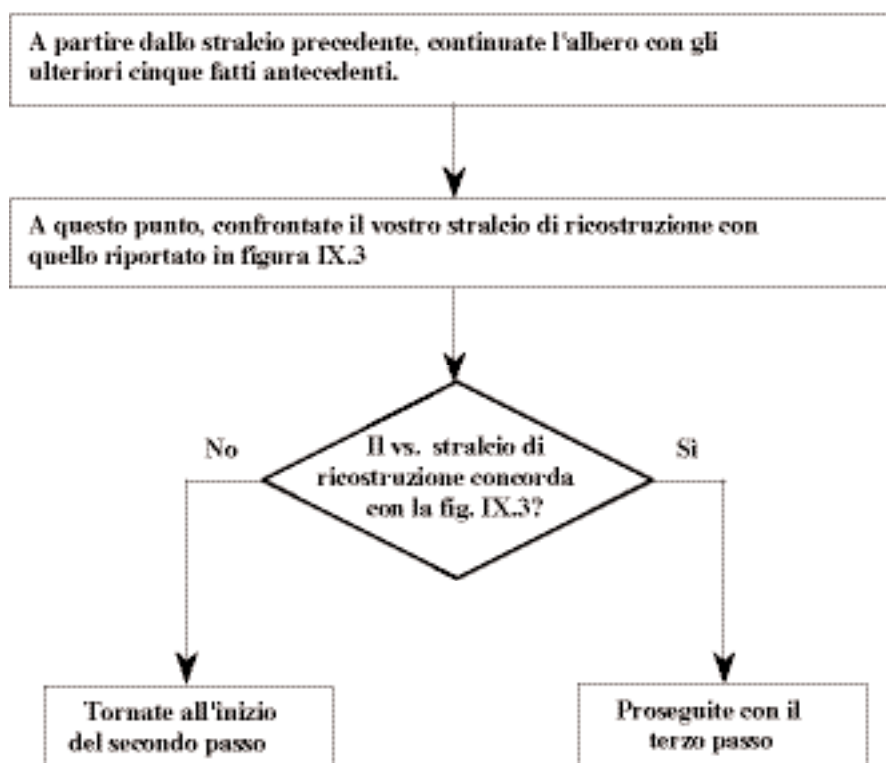 A partire dallo stralcio precedente, continuate l'albero con gli
ulteriori cinque fatti antecedenti.
A questo punto, confrontate il vostro stralcio di ricostruzione con
quello riportato in figura IX.3
No
Il vs. stralcio di
ricostruzione concorda
con la fig. IX.3?
Sì
Tornate all'inizio
del secondo passo
Proseguite con il
terzo passo